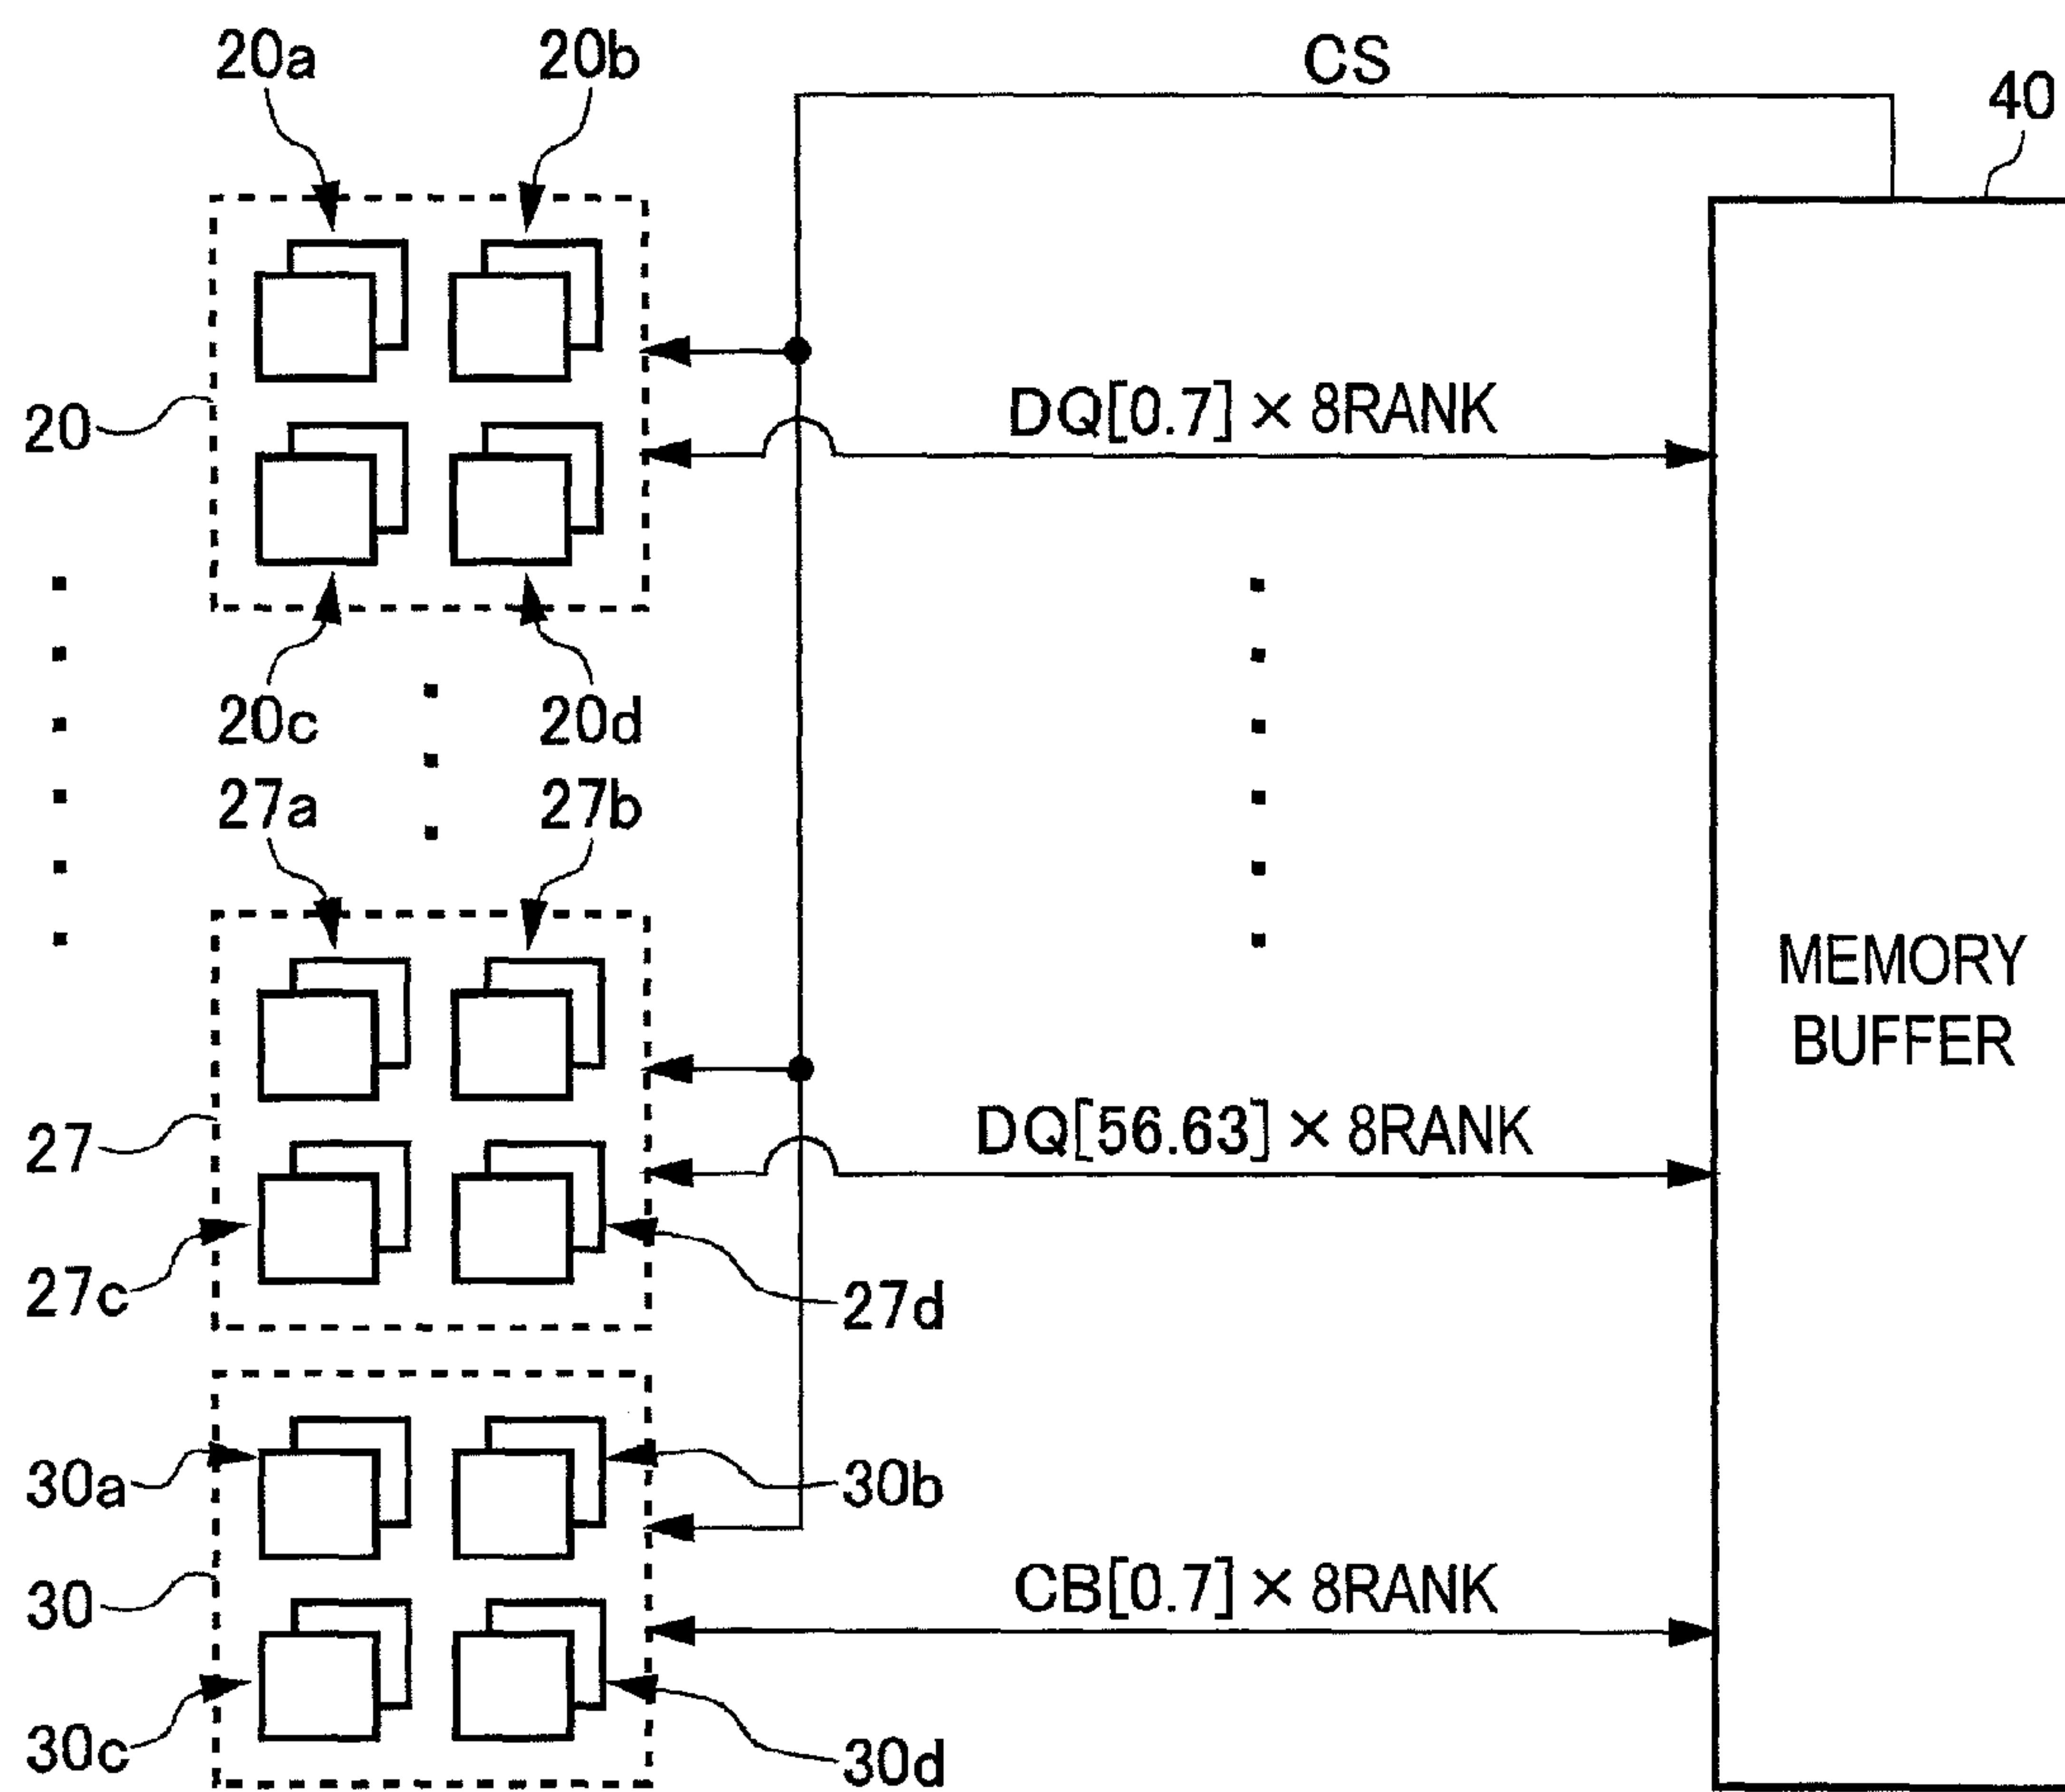 20a
20b
CS
40
20
DQ[0.7] × 8RANK
20c
20d
27a
27b
MEMORY
BUFFER
27
DQ[56.63] × 8RANK
27c
27d
30a
30b
30
CB[0.7] × 8RANK
30c
30d